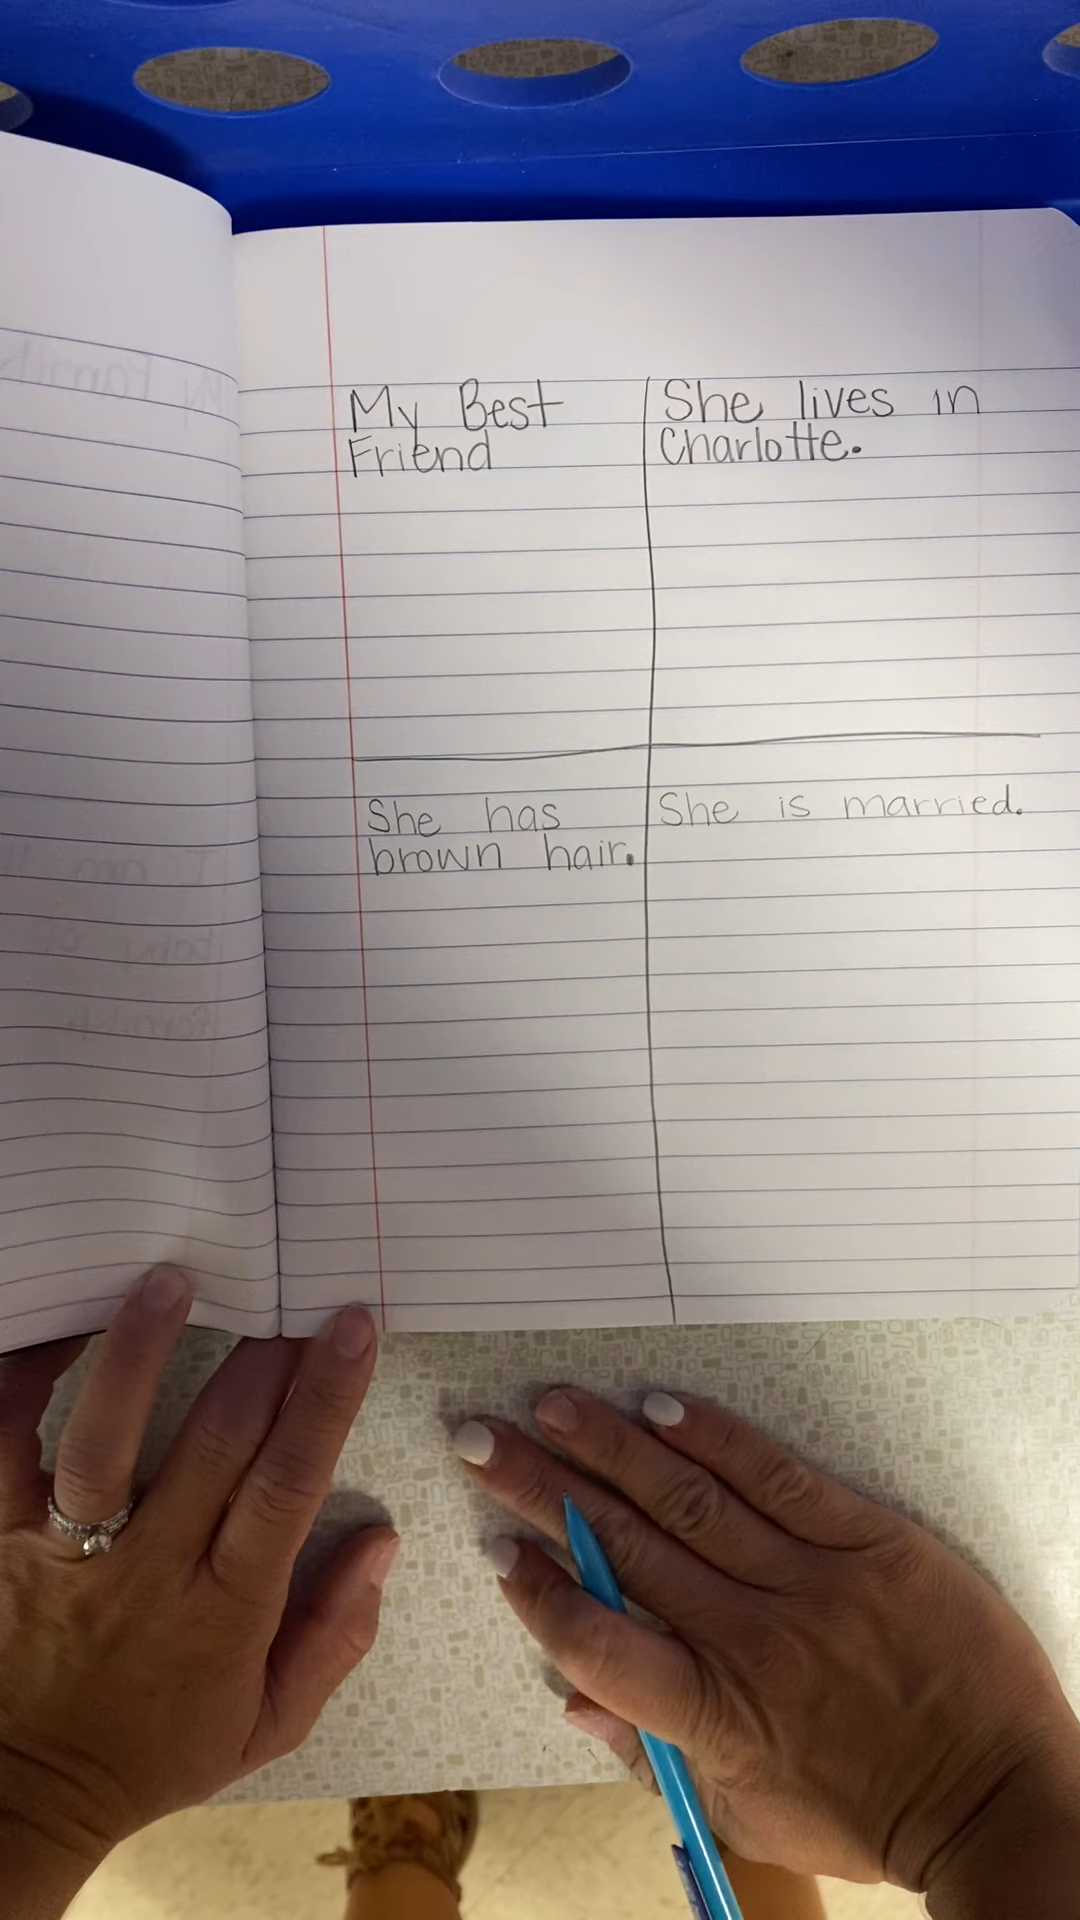 My Best
Friend
She lives in
Charlotte.
She has
brown hair.
She is married.